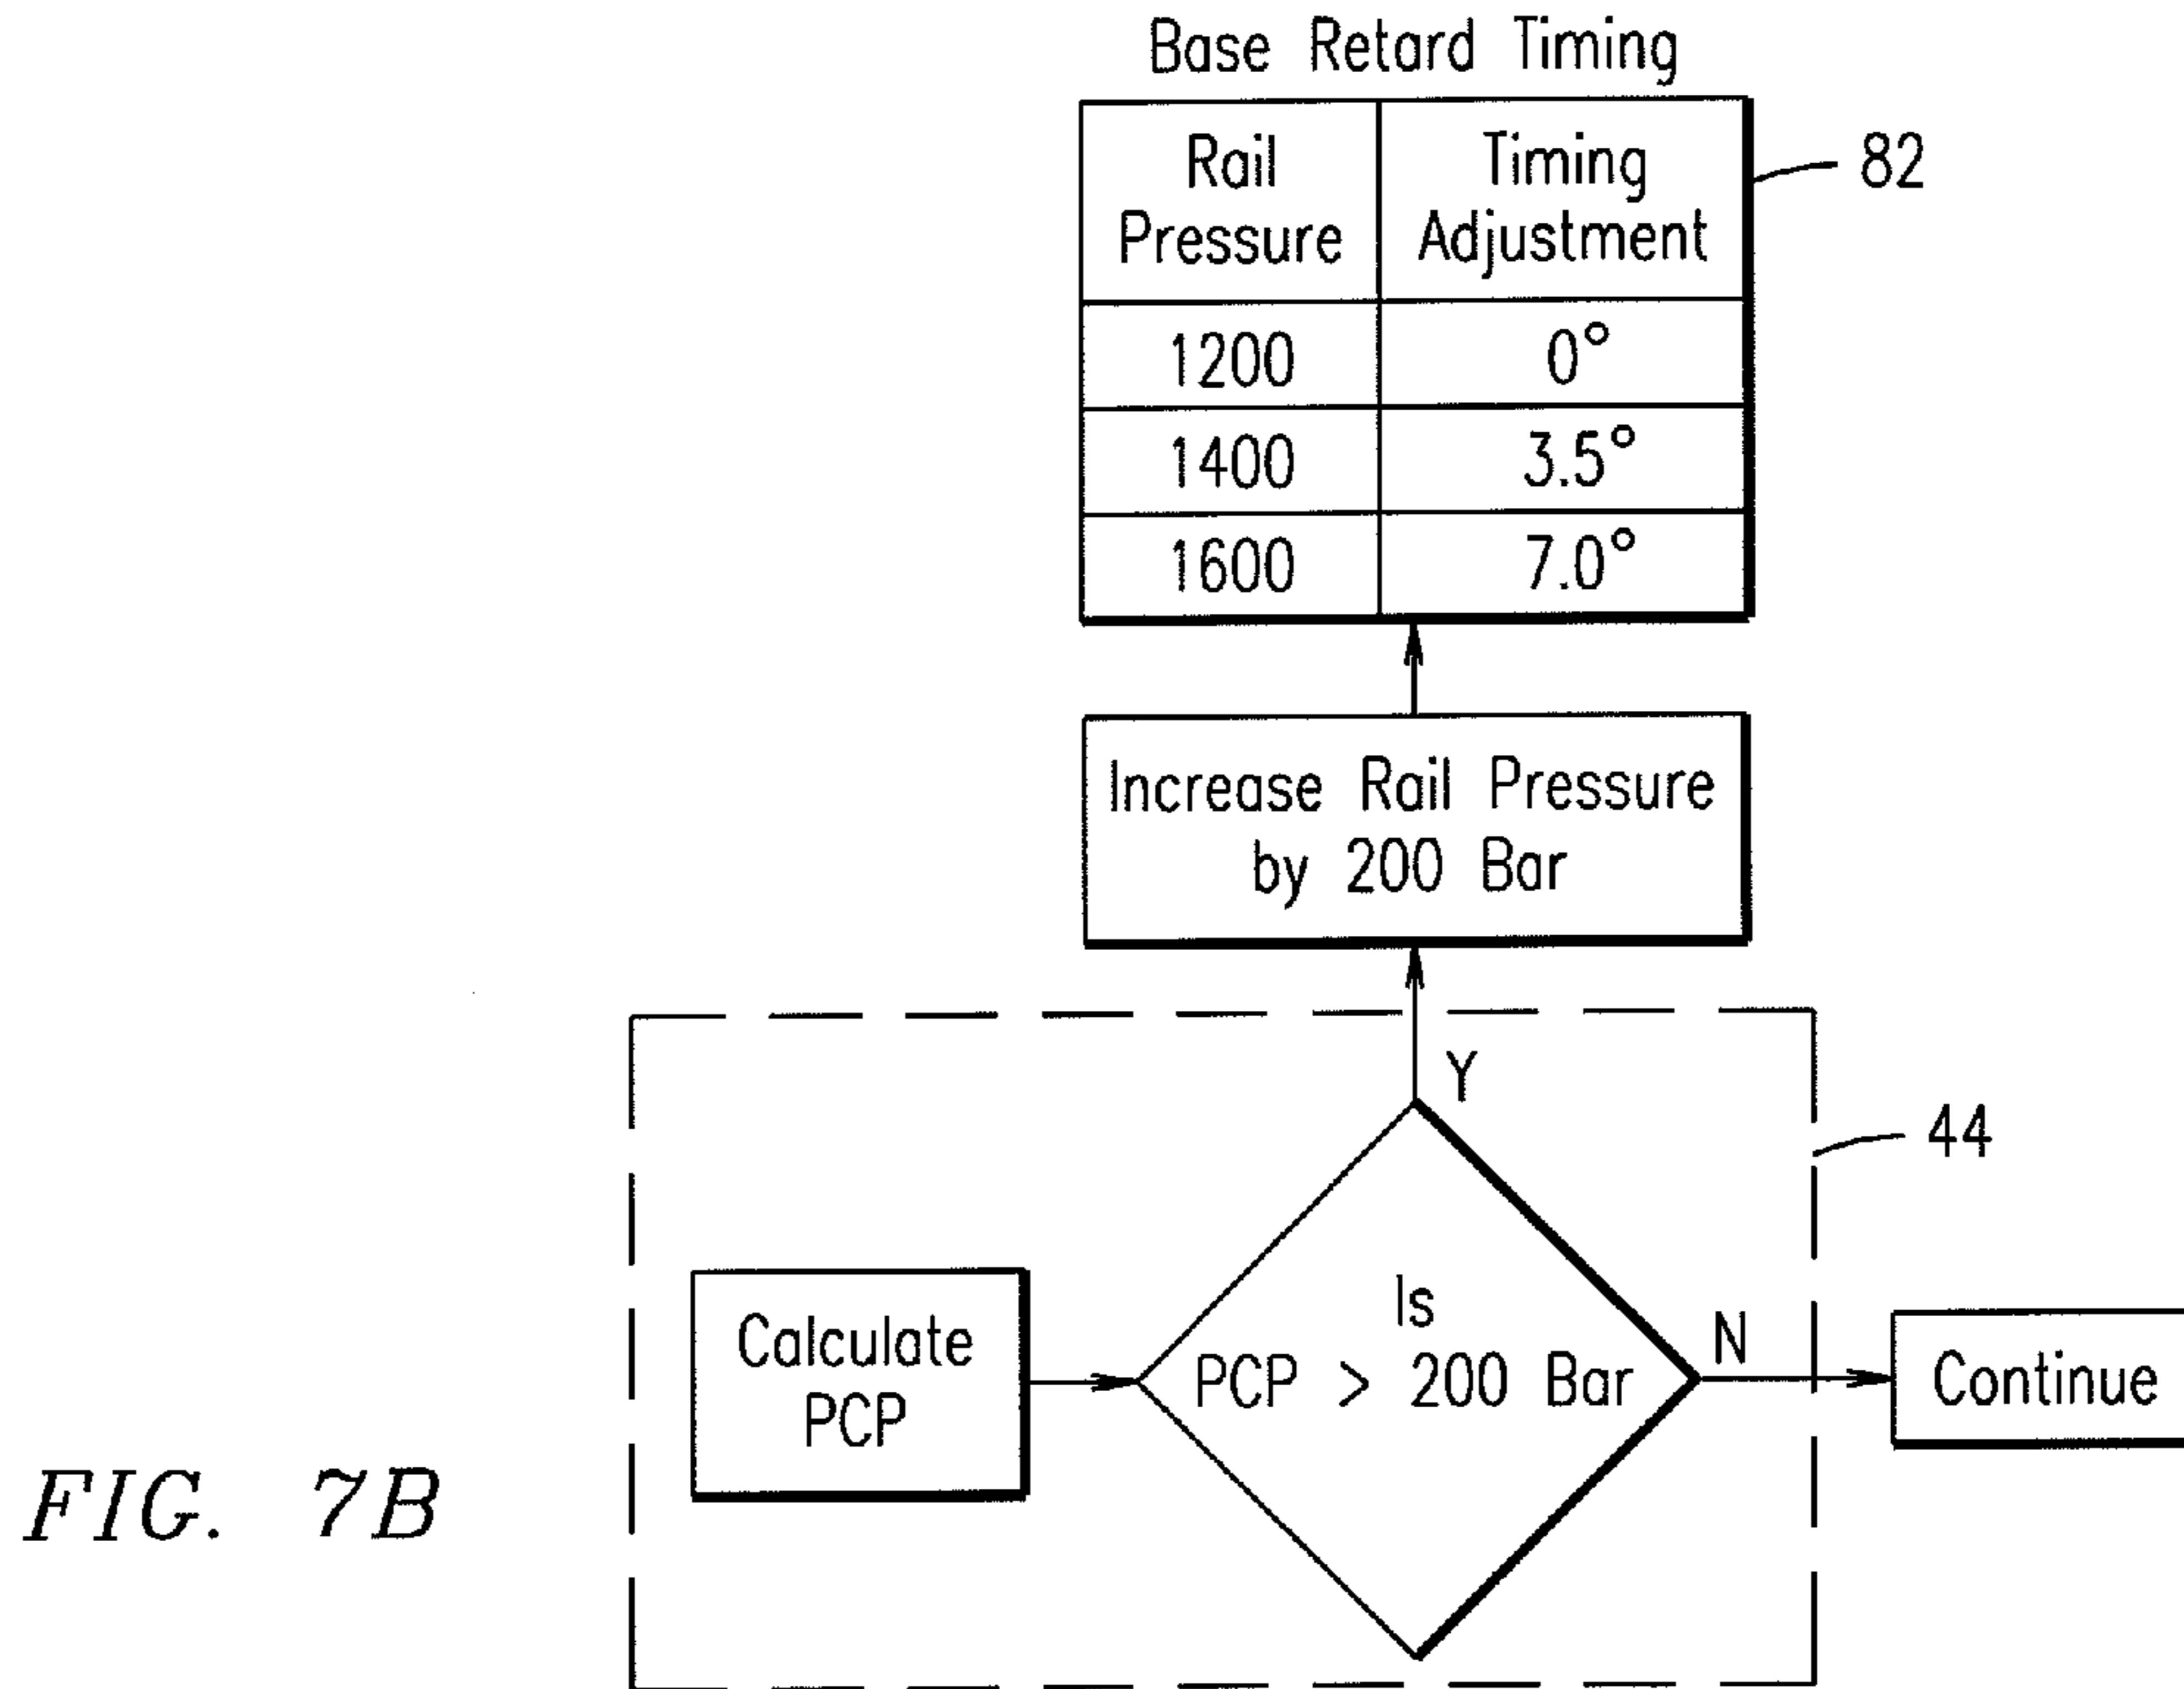 Base Retard Timing
Rail Pressure
Timing Adjustment
82
1200
0°
1400
3.5°
1600
7.0°
Increase Rail Pressure
by 200 Bar
Y
44
Calculate
PCP
Is
PCP > 200 Bar
N
Continue
FIG. 7B